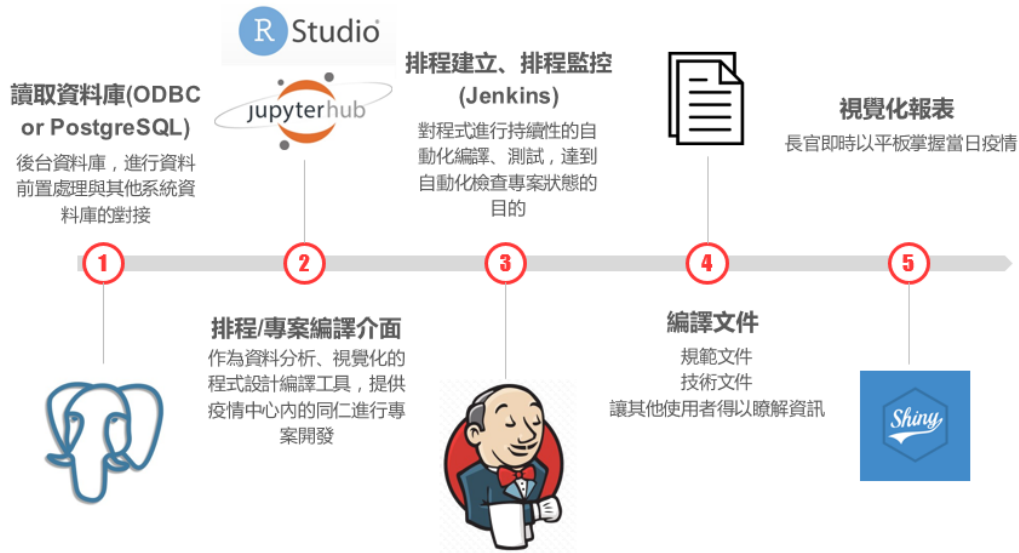 讀取資料庫(ODBC
or PostgreSQL)
後台資料庫，進行資料
前置處理與其他系統資
料庫的對接
R Studio®
jupyterhub
排程建立、排程監控
(Jenkins)
對程式進行持續性的自
動化編譯、測試，達到
自動化檢查專案狀態的
目的
視覺化報表
長官即時以平板掌握當日疫情
1
2
3
4
5
排程/專案編譯介面
作為資料分析、視覺化的
程式設計編譯工具，提供
疫情中心內的同仁進行專
案開發
編譯文件
規範文件
技術文件
讓其他使用者得以瞭解資訊
Shiny